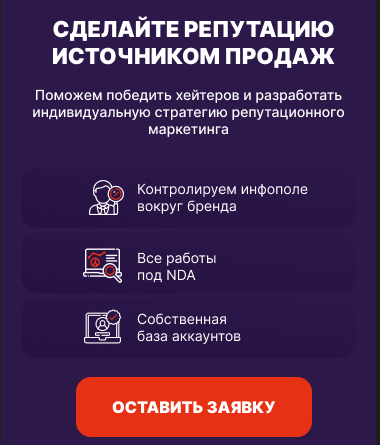 СДЕЛАЙТЕ РЕПУТАЦИЮ
ИСТОЧНИКОМ ПРОДАЖ
Поможем победить хейтеров и разработать
индивидуальную стратегию репутационного
маркетинга
Контролируем инфополе
вокруг бренда
Все работы
под NDA
Собственная
база аккаунтов
ОСТАВИТЬ ЗАЯВКУ